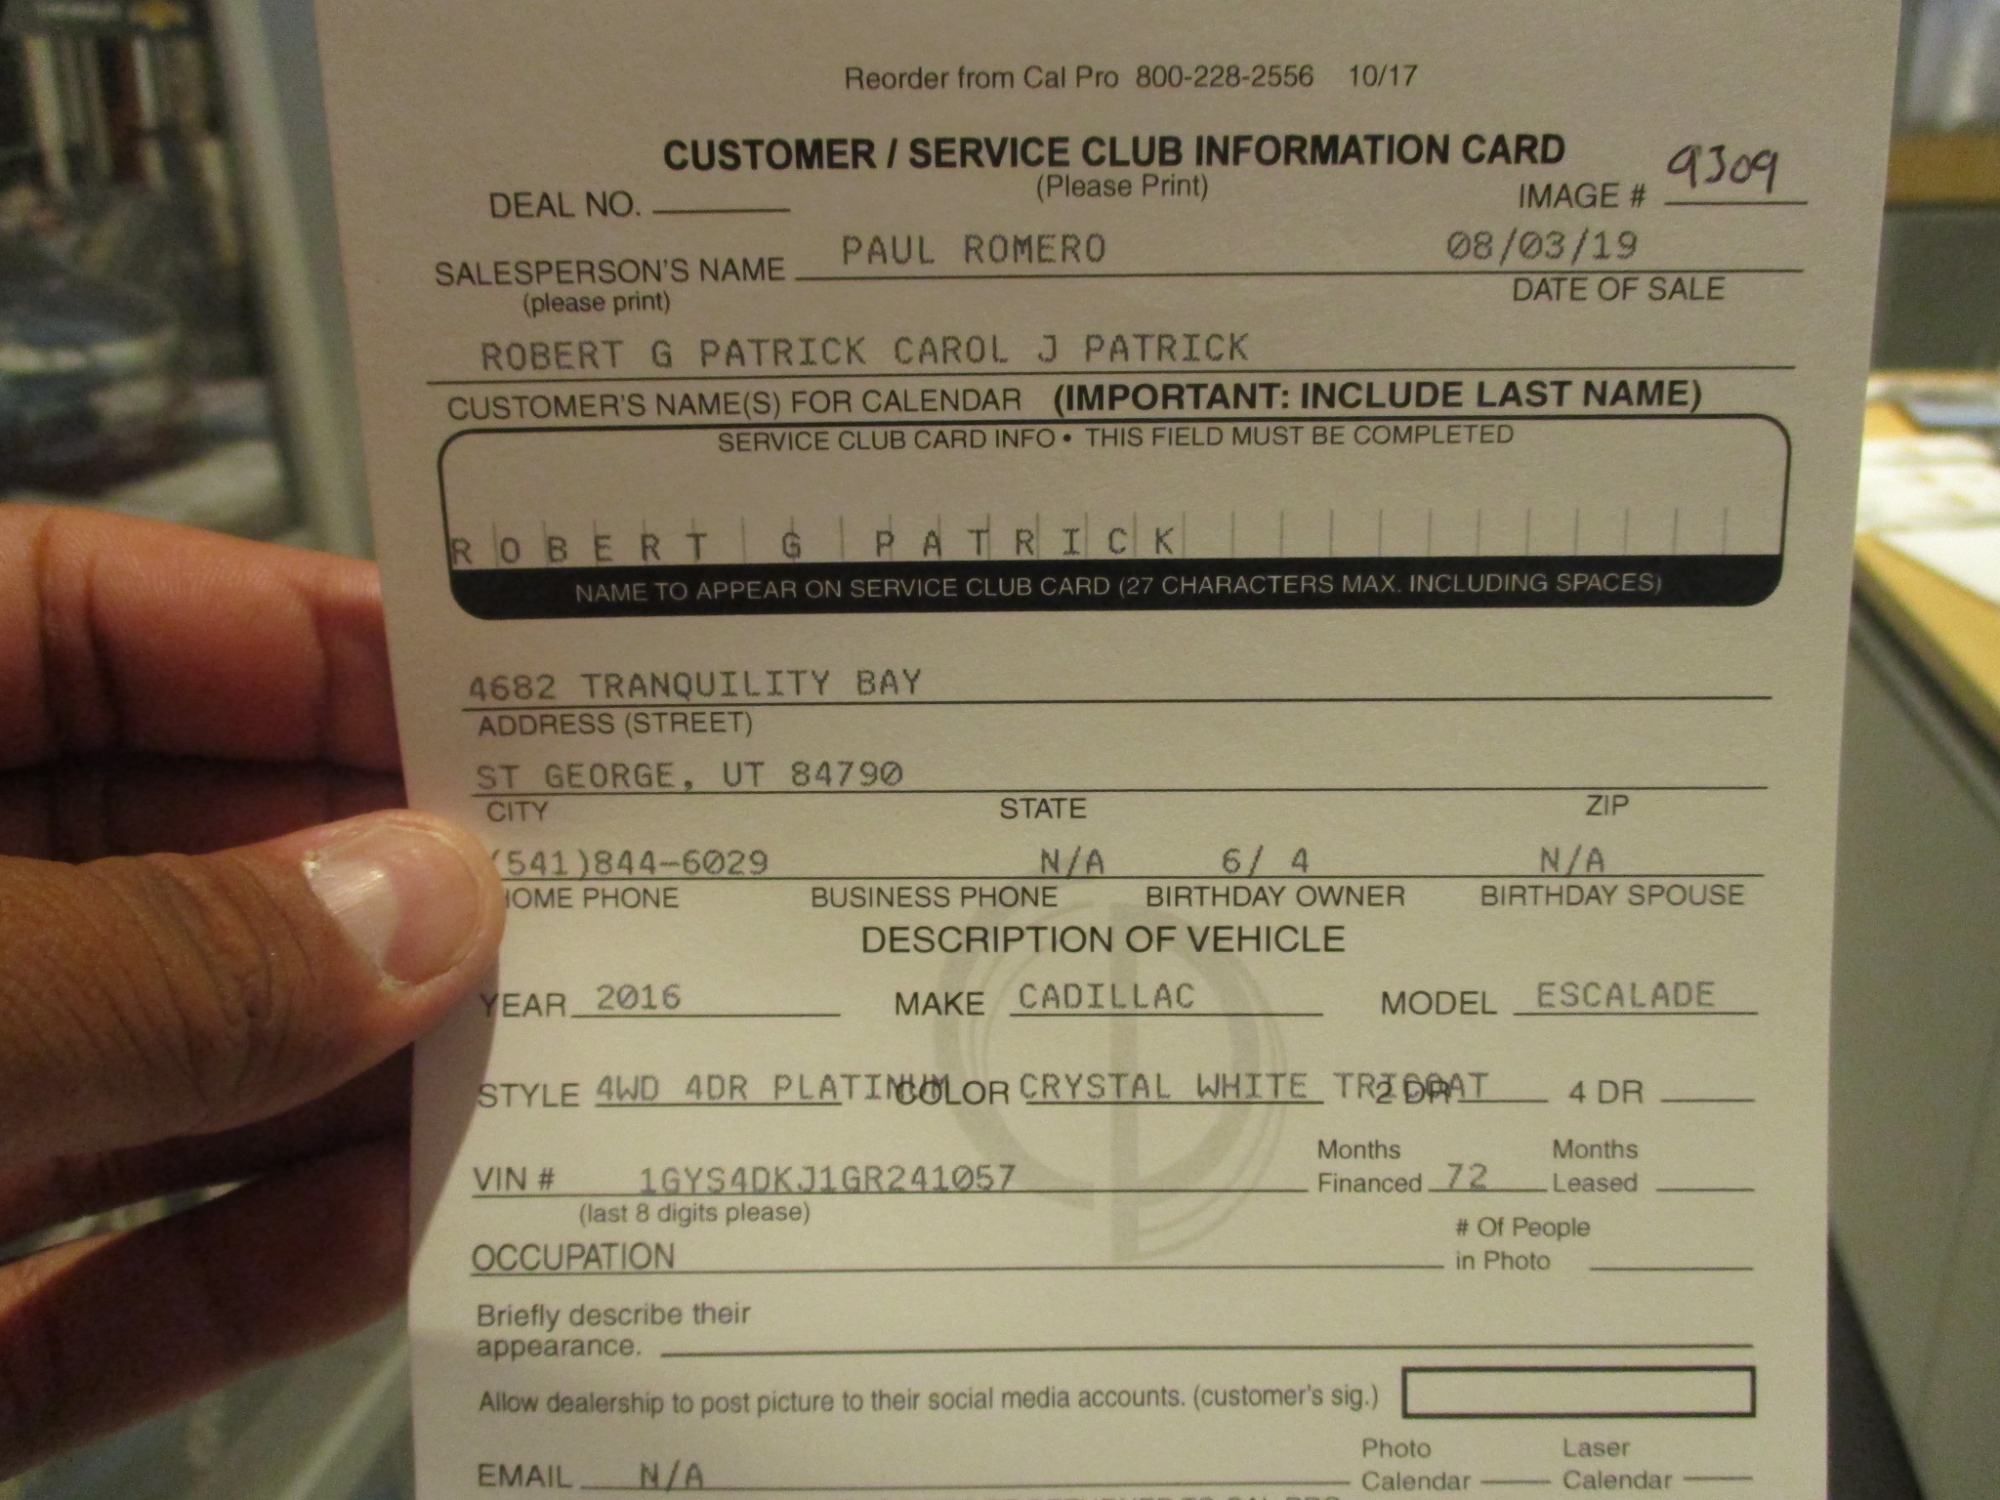 Reorder from Cal Pro 800-228-2556 10/17
CUSTOMER / SERVICE CLUB INFORMATION CARD
(Please Print)
DEAL NO. IMAGE # 9309
SALESPERSON'S NAME PAUL ROMERO 08/03/19
(please print) DATE OF SALE
ROBERT G PATRICK CAROL J PATRICK
CUSTOMER'S NAME(S) FOR CALENDAR (IMPORTANT: INCLUDE LAST NAME)
SERVICE CLUB CARD INFO • THIS FIELD MUST BE COMPLETED
ROBERT G PATRICK
NAME TO APPEAR ON SERVICE CLUB CARD (27 CHARACTERS MAX. INCLUDING SPACES)
4682 TRANQUILITY BAY
ADDRESS (STREET)
ST GEORGE, UT 84790
CITY STATE ZIP
(541)844-6029 N/A 6/ 4 N/A
HOME PHONE BUSINESS PHONE BIRTHDAY OWNER BIRTHDAY SPOUSE
DESCRIPTION OF VEHICLE
YEAR 2016 MAKE CADILLAC MODEL ESCALADE
STYLE 4WD 4DR PLATINUM COLOR CRYSTAL WHITE TRICOAT 2 DR 4 DR
VIN # 1GYS4DKJ1GR241057 Months Financed 72 Months Leased
(last 8 digits please)
OCCUPATION # Of People in Photo
Briefly describe their
appearance.
Allow dealership to post picture to their social media accounts. (customer's sig.)
EMAIL N/A Photo Calendar Laser Calendar